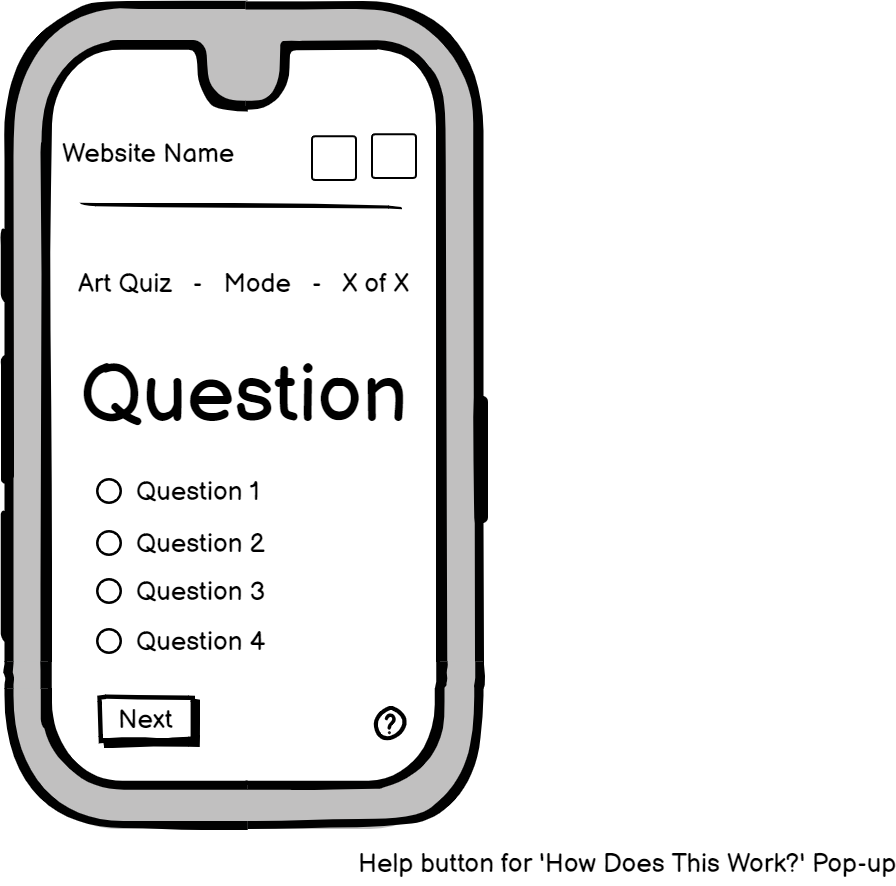 Website Name
Art Quiz - Mode - X of X
Question
Question 1
Question 2
Question 3
Question 4
Next
?
Help button for 'How Does This Work?' Pop-up